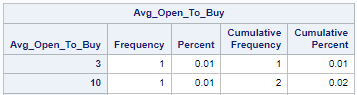 Avg_Open_To_Buy
Avg_Open_To_Buy Frequency Percent Cumulative Frequency Cumulative Percent
3 1 0.01 1 0.01
10 1 0.01 2 0.02